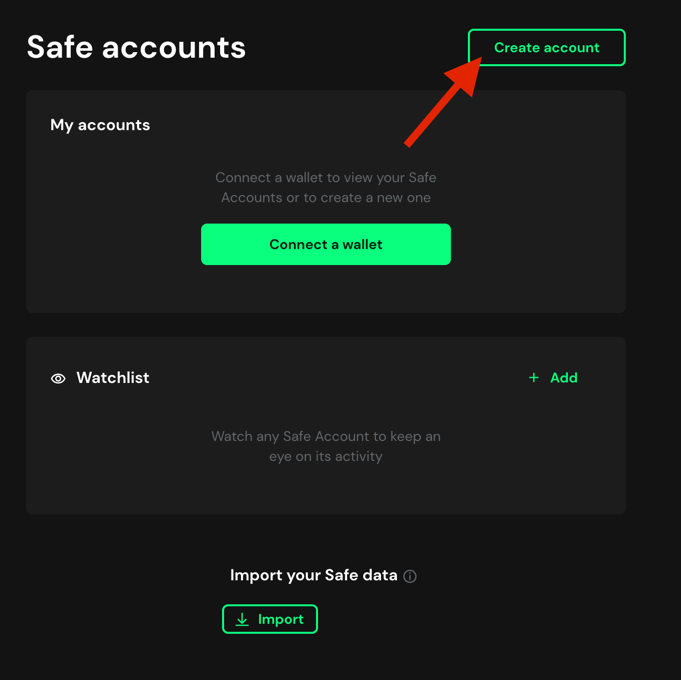 Safe accounts
Create account
My accounts
Connect a wallet to view your Safe
Accounts or to create a new one
Connect a wallet
Watchlist
+ Add
Watch any Safe Account to keep an
eye on its activity
Import your Safe data
Import